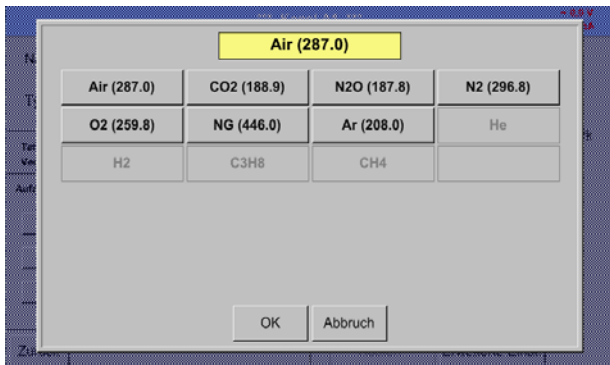 Air (287.0)
Air (287.0) CO2 (188.9) N2O (187.8) N2 (296.8)
O2 (259.8) NG (446.0) Ar (208.0) He
H2 C3H8 CH4
OK Abbruch